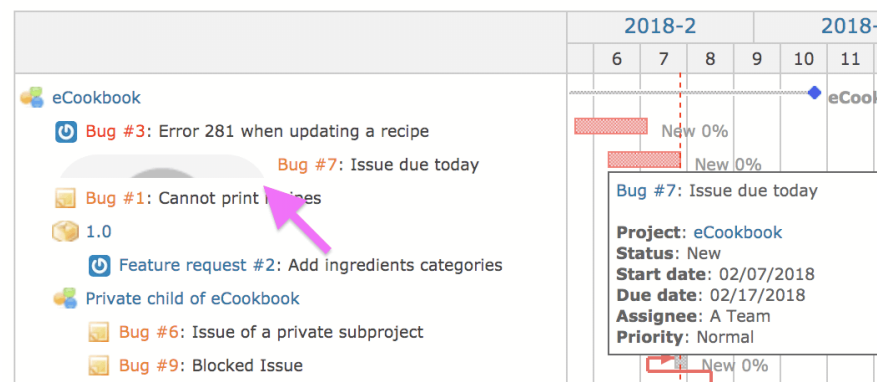 2018-2 2018-
6 7 8 9 10 11
eCookbook
eCook
Bug #3: Error 281 when updating a recipe
New 0%
Bug #7: Issue due today
New 0%
Bug #1: Cannot print
1.0
Feature request #2: Add ingredients categories
Private child of eCookbook
Bug #6: Issue of a private subproject
Bug #9: Blocked Issue
New 0%
Bug #7: Issue due today
Project: eCookbook
Status: New
Start date: 02/07/2018
Due date: 02/17/2018
Assignee: A Team
Priority: Normal